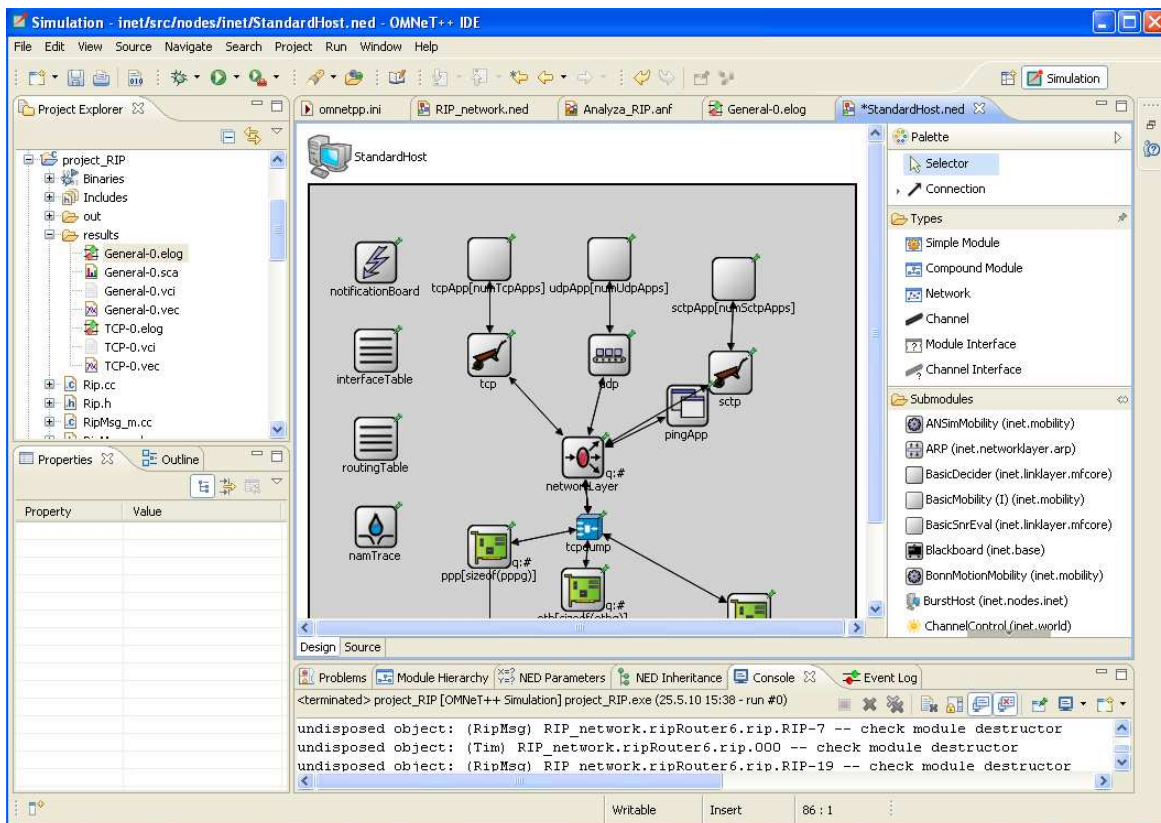 Simulation - inet/src/nodes/inet/StandardHost.ned - OMNeT++ IDE
File Edit View Source Navigate Search Project Run Window Help
Simulation
Project Explorer
project_RIP
Binaries
Includes
out
results
General-0.elog
General-0.sca
General-0.vci
General-0.vec
TCP-0.elog
TCP-0.vci
TCP-0.vec
Rip.cc
Rip.h
RipMsg_m.cc
Properties Outline
Property Value
omnetpp.ini RIP_network.ned Analyza_RIP.anf General-0.elog *StandardHost.ned
StandardHost
notificationBoard
tcpApp[numTcpApps] udpApp[numUdpApps]
sctpApp[numSctpApps]
interfaceTable
tcp
udp
sctp
pingApp
routingTable
q:#
networkLayer
namTrace
tcpdump
q:#
ppp[sizeof(pppg)]
q:#
eth[sizeof(ethg)]
Design Source
Palette
Selector
Connection
Types
Simple Module
Compound Module
Network
Channel
Module Interface
Channel Interface
Submodules
ANSimMobility (inet.mobility)
ARP (inet.networklayer.arp)
BasicDecider (inet.linklayer.mfcore)
BasicMobility (I) (inet.mobility)
BasicSnrEval (inet.linklayer.mfcore)
Blackboard (inet.base)
BonnMotionMobility (inet.mobility)
BurstHost (inet.nodes.inet)
ChannelControl (inet.world)
Problems Module Hierarchy NED Parameters NED Inheritance Console Event Log
<terminated> project_RIP [OMNeT++ Simulation] project_RIP.exe (25.5.10 15:38 - run #0)
undisposed object: (RipMsg) RIP_network.ripRouter6.rip.RIP-7 -- check module destructor
undisposed object: (Tim) RIP_network.ripRouter6.rip.000 -- check module destructor
undisposed object: (RipMsg) RIP_network.ripRouter6.rip.RIP-19 -- check module destructor
Writable Insert 86 : 1